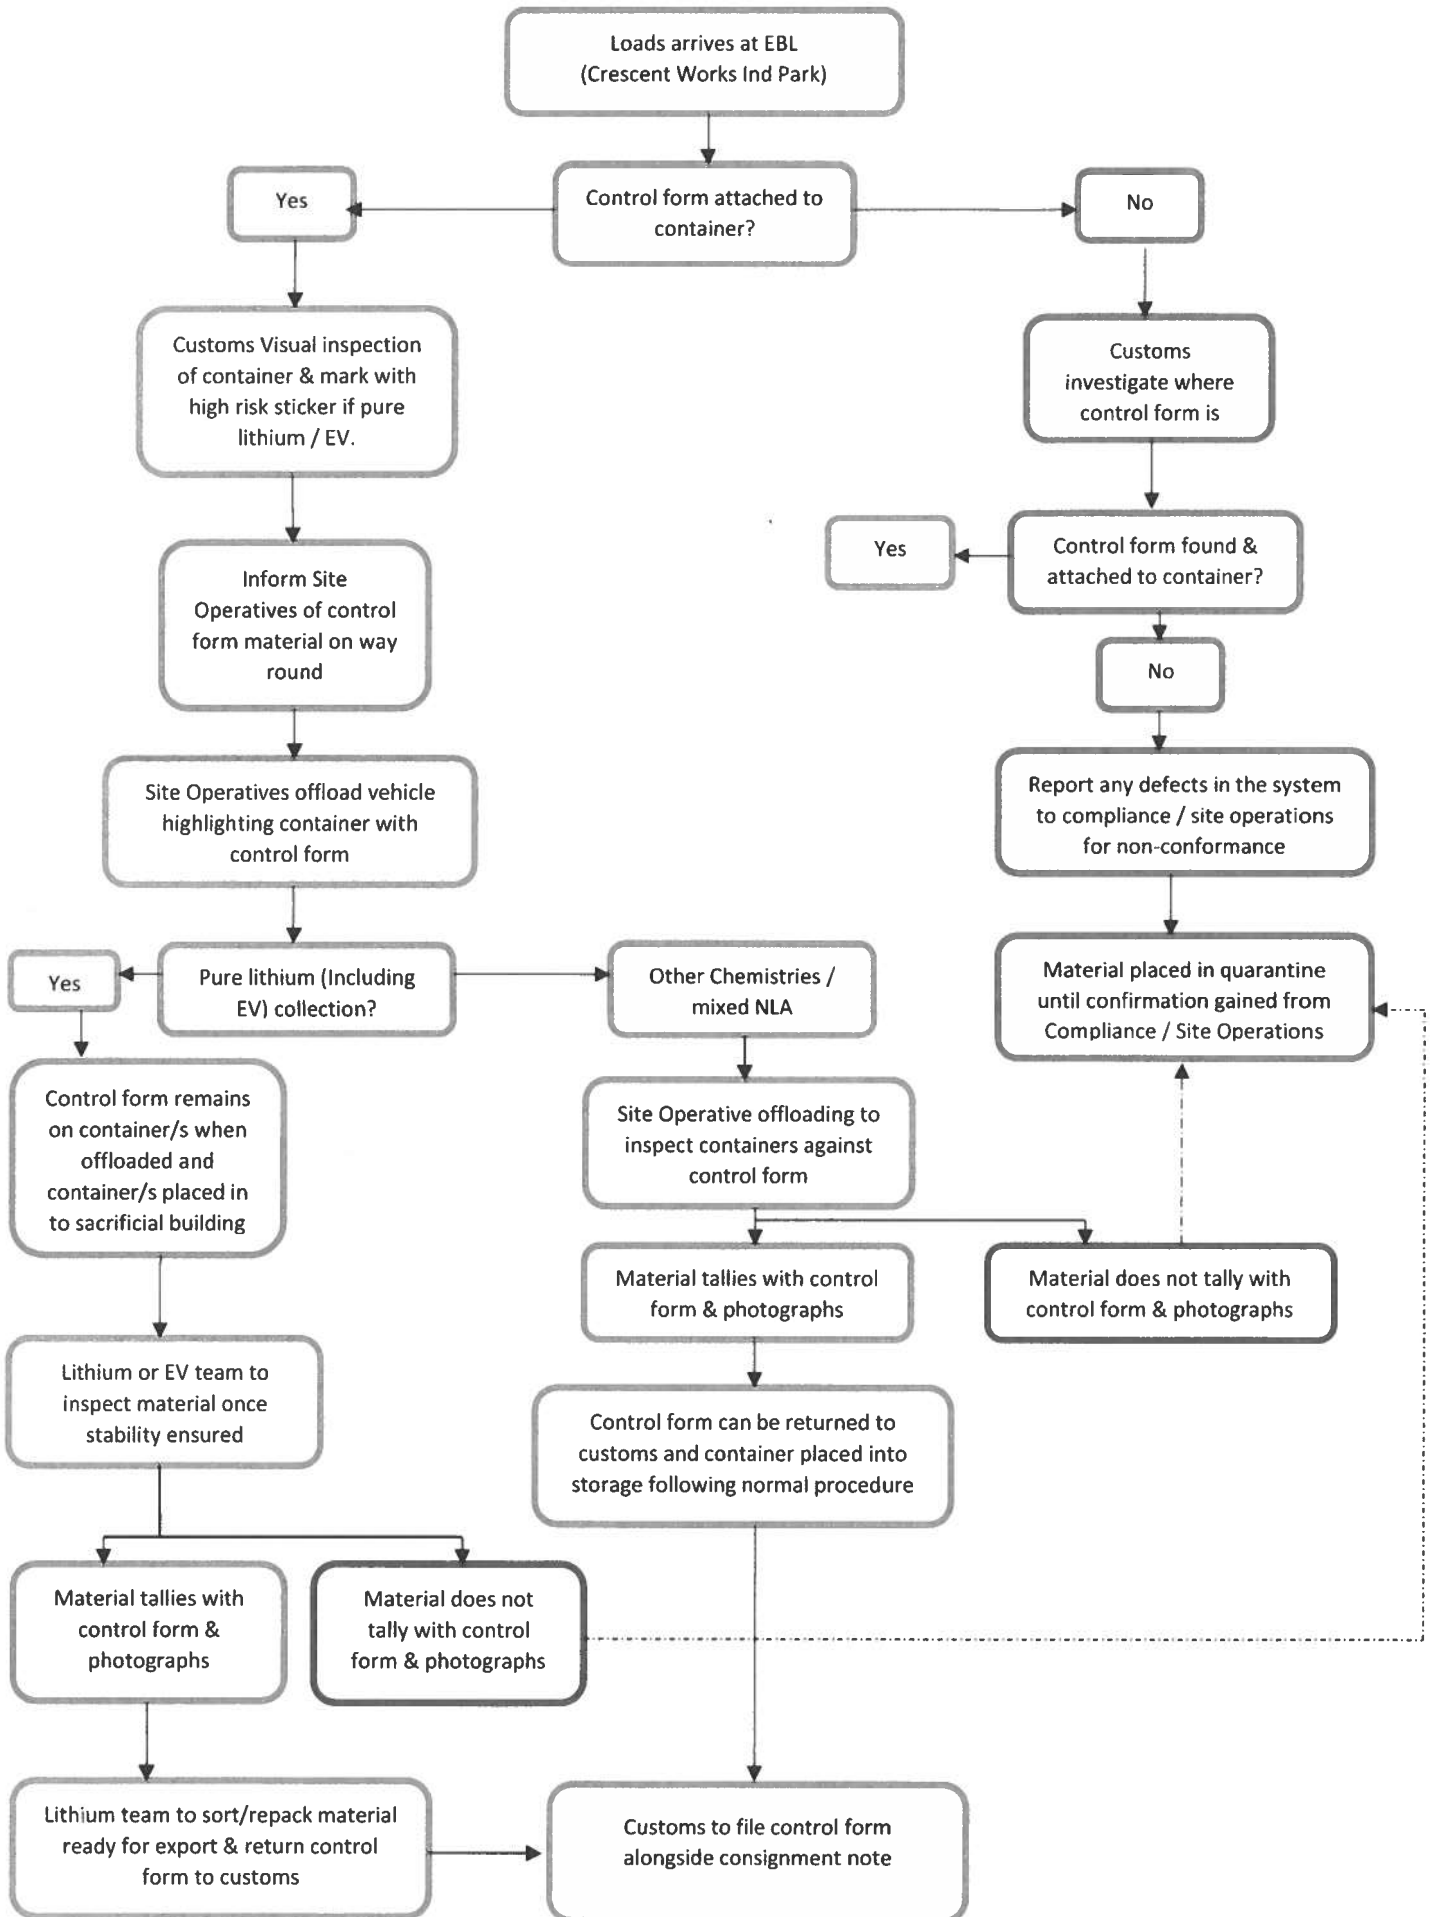 Loads arrives at EBL
(Crescent Works Ind Park)
Control form attached to
container?
Yes
No
Customs Visual inspection
of container & mark with
high risk sticker if pure
lithium / EV.
Customs
investigate where
control form is
Inform Site
Operatives of control
form material on way
round
Control form found &
attached to container?
Yes
No
Site Operatives offload vehicle
highlighting container with
control form
Report any defects in the system
to compliance / site operations
for non-conformance
Pure lithium (Including
EV) collection?
Yes
Other Chemistries /
mixed NLA
Material placed in quarantine
until confirmation gained from
Compliance / Site Operations
Control form remains
on container/s when
offloaded and
container/s placed in
to sacrificial building
Site Operative offloading to
inspect containers against
control form
Material tallies with control
form & photographs
Material does not tally with
control form & photographs
Lithium or EV team to
inspect material once
stability ensured
Control form can be returned to
customs and container placed into
storage following normal procedure
Material tallies with
control form &
photographs
Material does not
tally with control
form & photographs
Lithium team to sort/repack material
ready for export & return control
form to customs
Customs to file control form
alongside consignment note